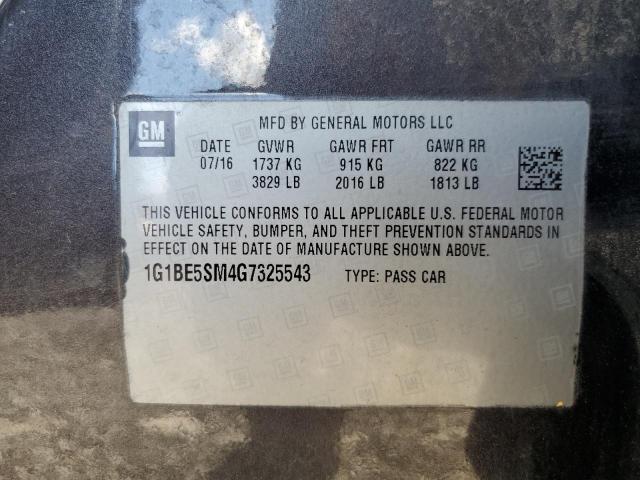 GM MFD BY GENERAL MOTORS LLC
DATE GVWR GAWR FRT GAWR RR
07/16 1737 KG 915 KG 822 KG
3829 LB 2016 LB 1813 LB
THIS VEHICLE CONFORMS TO ALL APPLICABLE U.S. FEDERAL MOTOR
VEHICLE SAFETY, BUMPER, AND THEFT PREVENTION STANDARDS IN
EFFECT ON THE DATE OF MANUFACTURE SHOWN ABOVE.
1G1BE5SM4G7325543 TYPE: PASS CAR